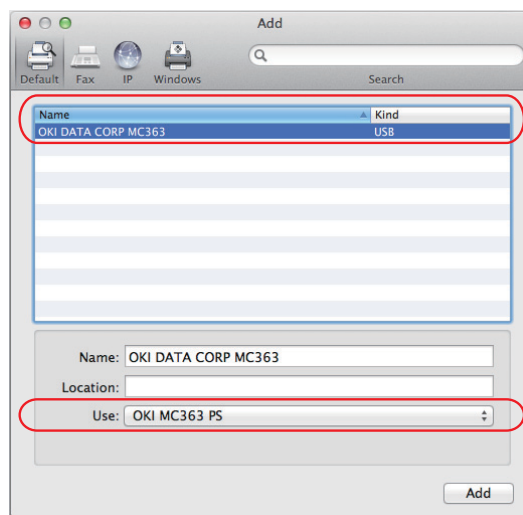 Add
Default Fax IP Windows Search
Name Kind
OKI DATA CORP MC363 USB
Name: OKI DATA CORP MC363
Location:
Use: OKI MC363 PS
Add